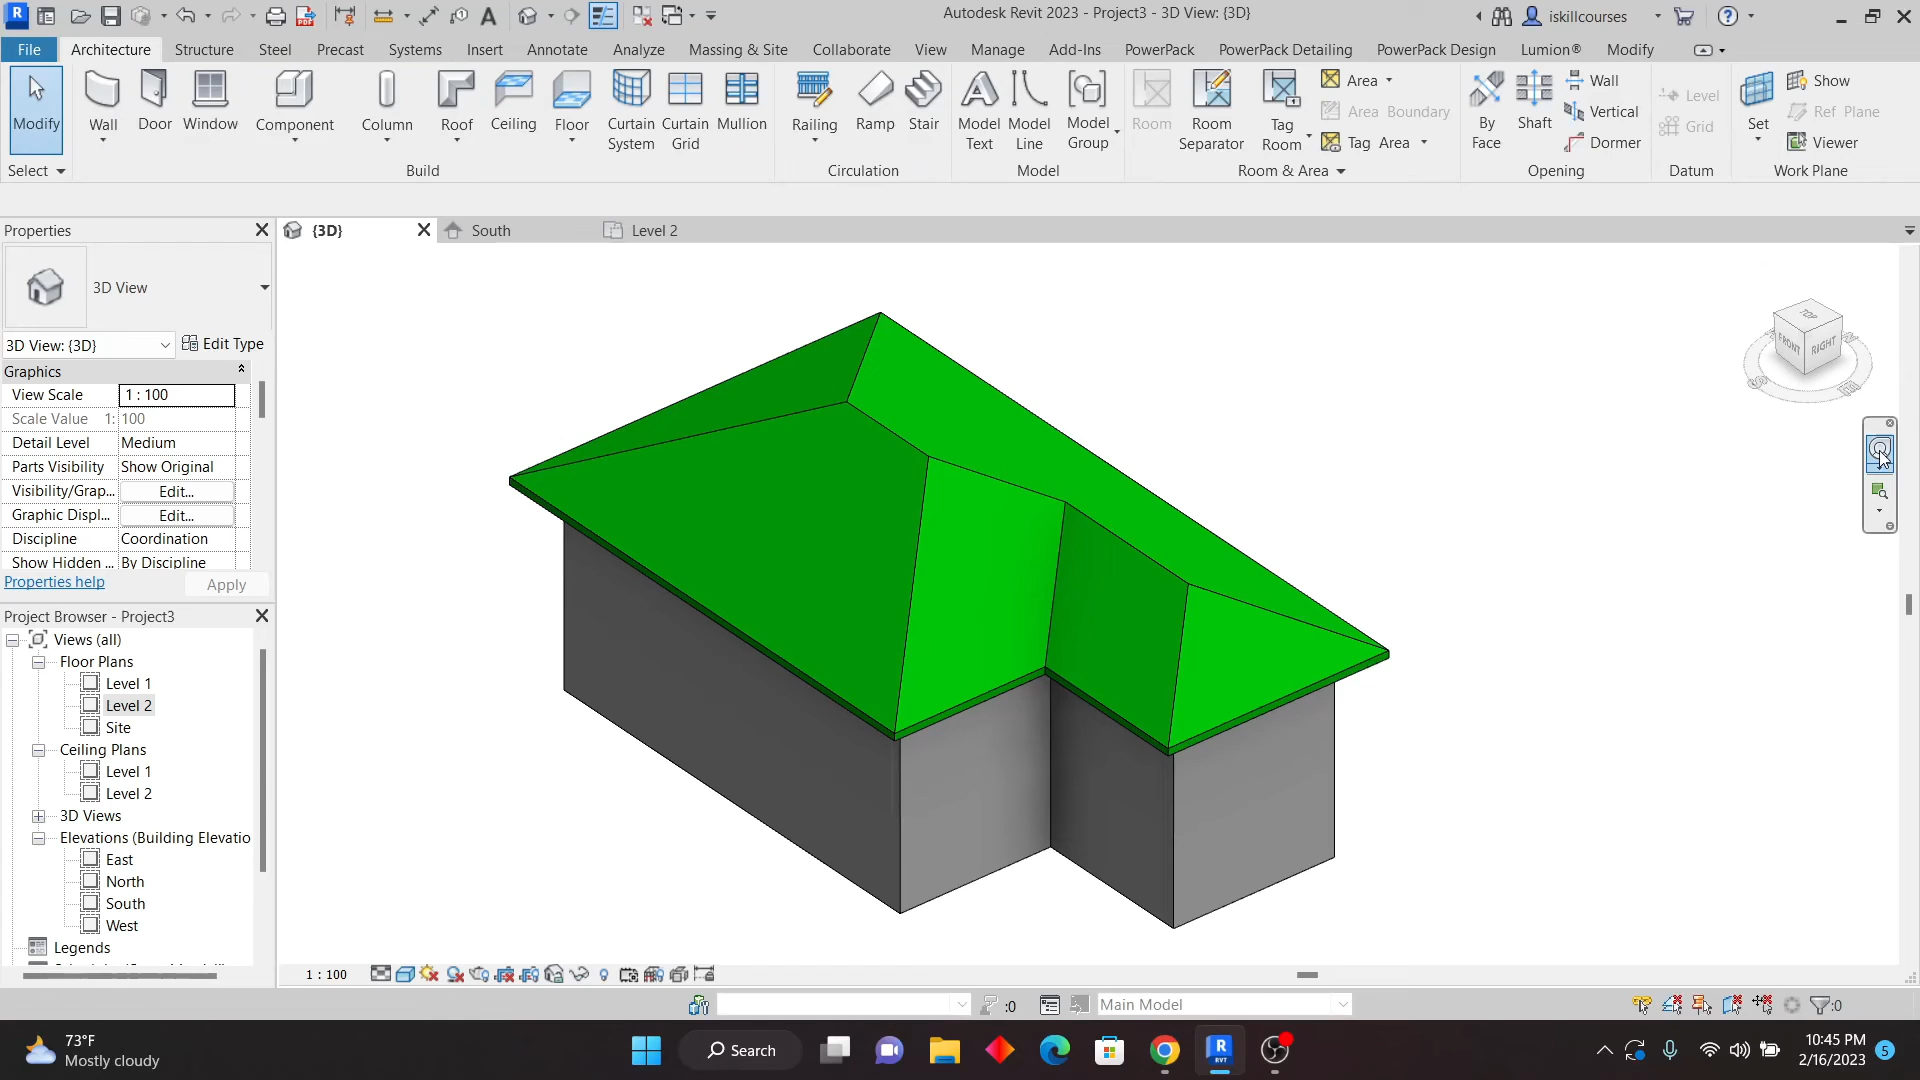 Autodesk Revit 2023 - Project3 - 3D View: {3D}
iskillcourses
File Architecture Structure Steel Precast Systems Insert Annotate Analyze Massing & Site Collaborate View Manage Add-Ins PowerPack PowerPack Detailing PowerPack Design Lumion® Modify
Modify
Wall
Door
Window
Component
Column
Roof
Ceiling
Floor
Curtain System
Curtain Grid
Mullion
Railing
Ramp
Stair
Model Text
Model Line
Model Group
Room
Room Separator
Tag Room
Area
Area Boundary
Tag Area
By Face
Shaft
Wall
Vertical
Dormer
Level
Grid
Set
Show
Ref Plane
Viewer
Select Build Circulation Model Room & Area Opening Datum Work Plane
Properties
{3D} South Level 2
3D View
3D View: {3D} Edit Type
Graphics
View Scale 1 : 100
Scale Value 1: 100
Detail Level Medium
Parts Visibility Show Original
Visibility/Grap... Edit...
Graphic Displ... Edit...
Discipline Coordination
Show Hidden ... By Discipline
Properties help Apply
Project Browser - Project3
Views (all)
Floor Plans
Level 1
Level 2
Site
Ceiling Plans
Level 1
Level 2
3D Views
Elevations (Building Elevatio
East
North
South
West
Legends
TOP
FRONT
RIGHT
1 : 100
:0
Main Model
:0
73°F
Mostly cloudy
Search
10:45 PM
2/16/2023
5